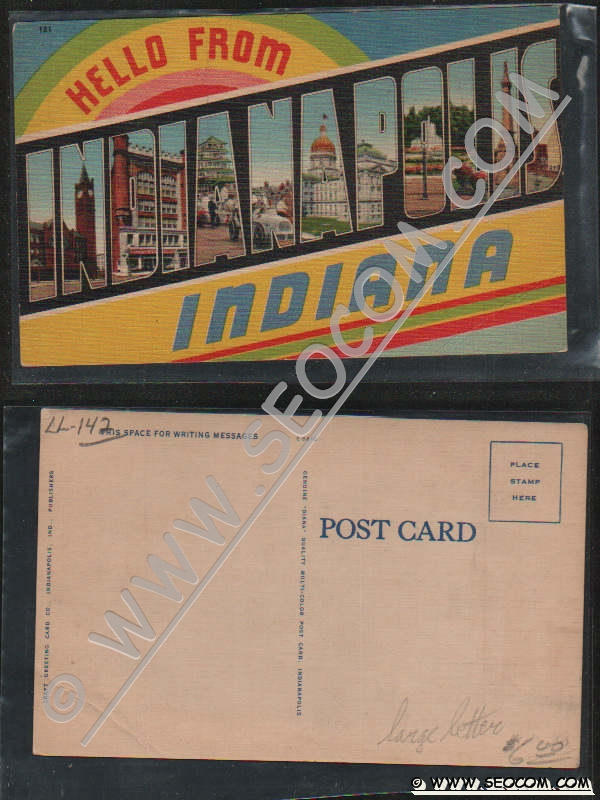 181
HELLO FROM
INDIANAPOLIS
INDIANA
© WWW.SEOCOM.COM
LL-142
THIS SPACE FOR WRITING MESSAGES
PLACE
STAMP
HERE
POST CARD
GREETING CARD CO., INDIANAPOLIS, IND. PUBLISHERS
GENUINE "DIANA" QUALITY MULTI-COLOR POST CARD, INDIANAPOLIS
large letter
$6.00
© WWW.SEOCOM.COM